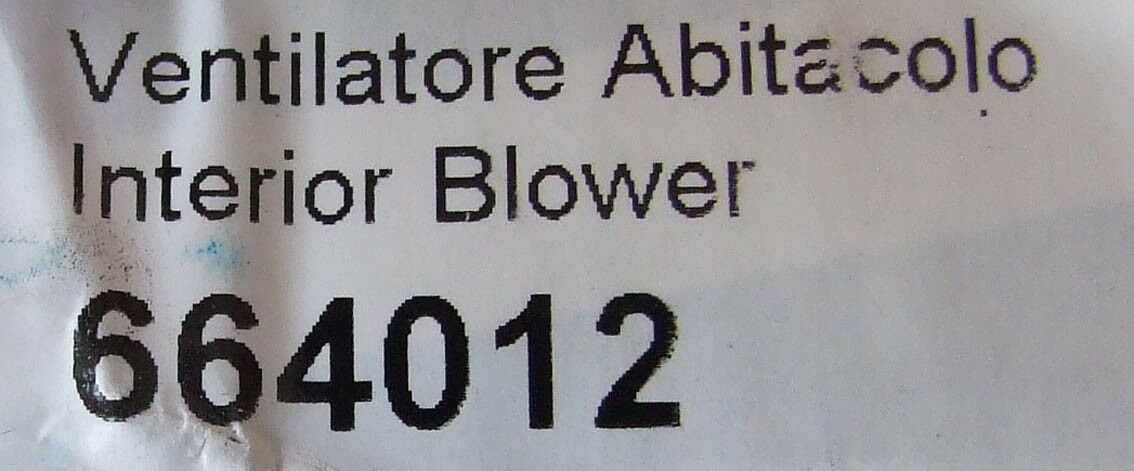 Ventilatore Abitacolo
Interior Blower
664012